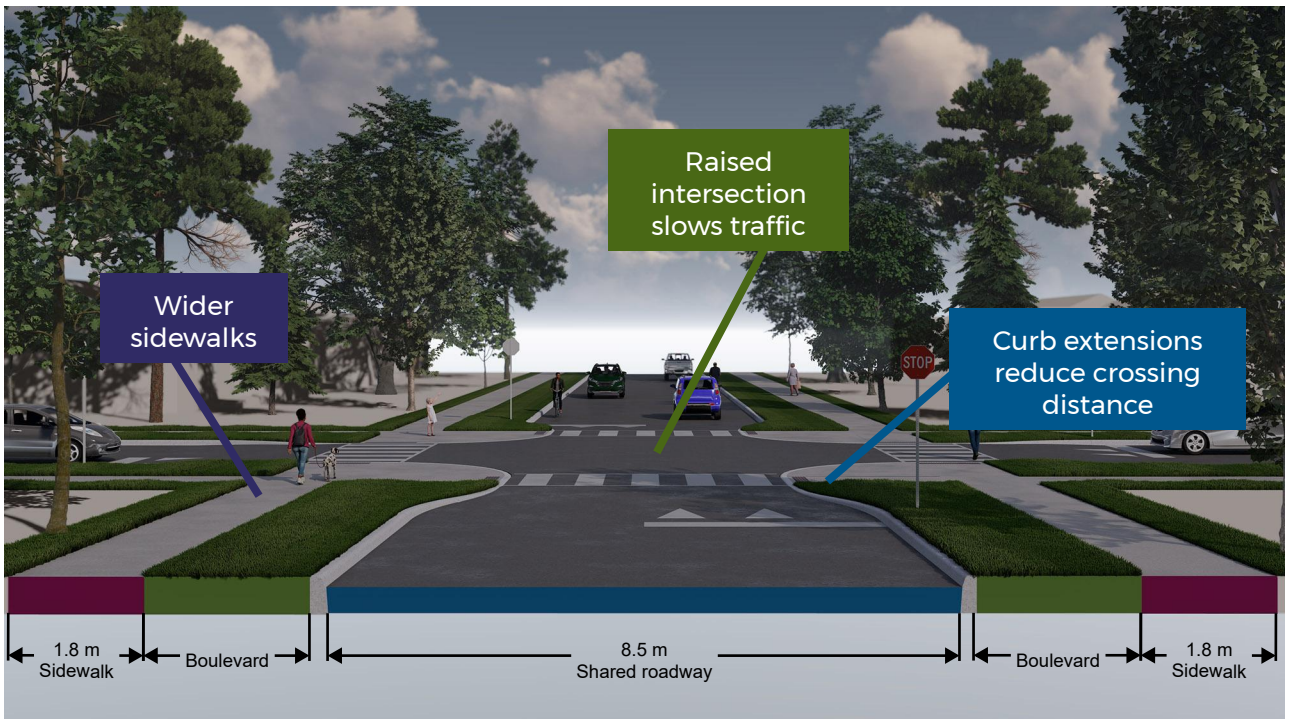 Raised
intersection
slows traffic
Wider
sidewalks
Curb extensions
reduce crossing
distance
STOP
1.8 m
Sidewalk
Boulevard
8.5 m
Shared roadway
Boulevard
1.8 m
Sidewalk